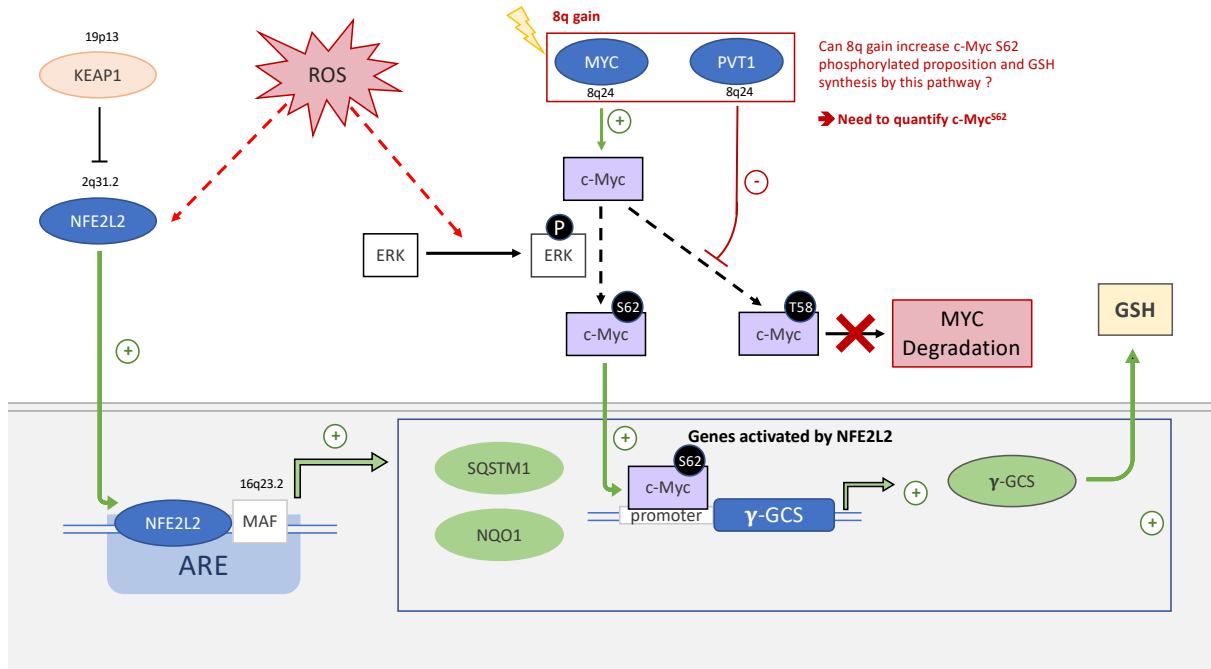 8q gain
19p13
KEAP1
ROS
MYC
PVT1
8q24
8q24
Can 8q gain increase c-Myc S62
phosphorylated proposition and GSH
synthesis by this pathway ?
Need to quantify c-Myc^S62
+
c-Myc
-
2q31.2
NFE2L2
ERK
P
ERK
S62
c-Myc
T58
c-Myc
MYC
Degradation
GSH
+
Genes activated by NFE2L2
+
+
SQSTM1
S62
c-Myc
promoter
γ-GCS
+
γ-GCS
+
16q23.2
NFE2L2
MAF
ARE
NQO1